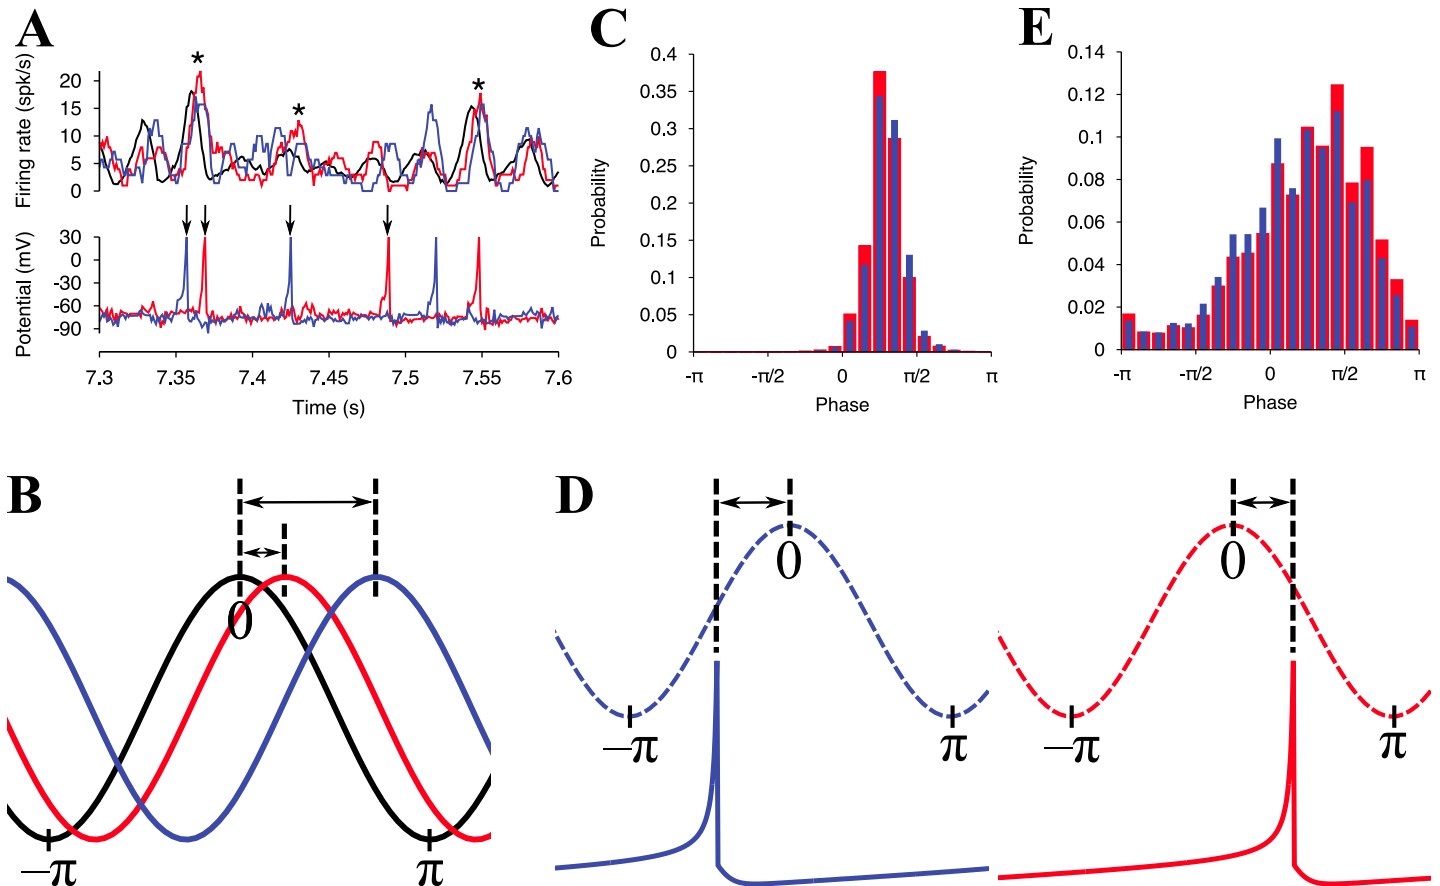 A
Firing rate (spk/s)
20
15
10
5
0
*
*
*
Potential (mV)
30
0
-30
-60
-90
7.3 7.35 7.4 7.45 7.5 7.55 7.6
Time (s)
C
Probability
0.4
0.35
0.3
0.25
0.2
0.15
0.1
0.05
0
-π -π/2 0 π/2 π
Phase
E
Probability
0.14
0.12
0.1
0.08
0.06
0.04
0.02
0
-π -π/2 0 π/2 π
Phase
B
0
−π π
D
0
−π π
0
−π π